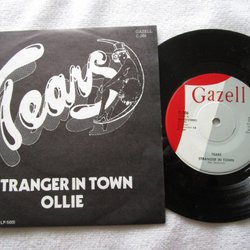 GAZELL
Tears
STRANGER IN TOWN
OLLIE
Gazell
TEARS
STRANGER IN TOWN